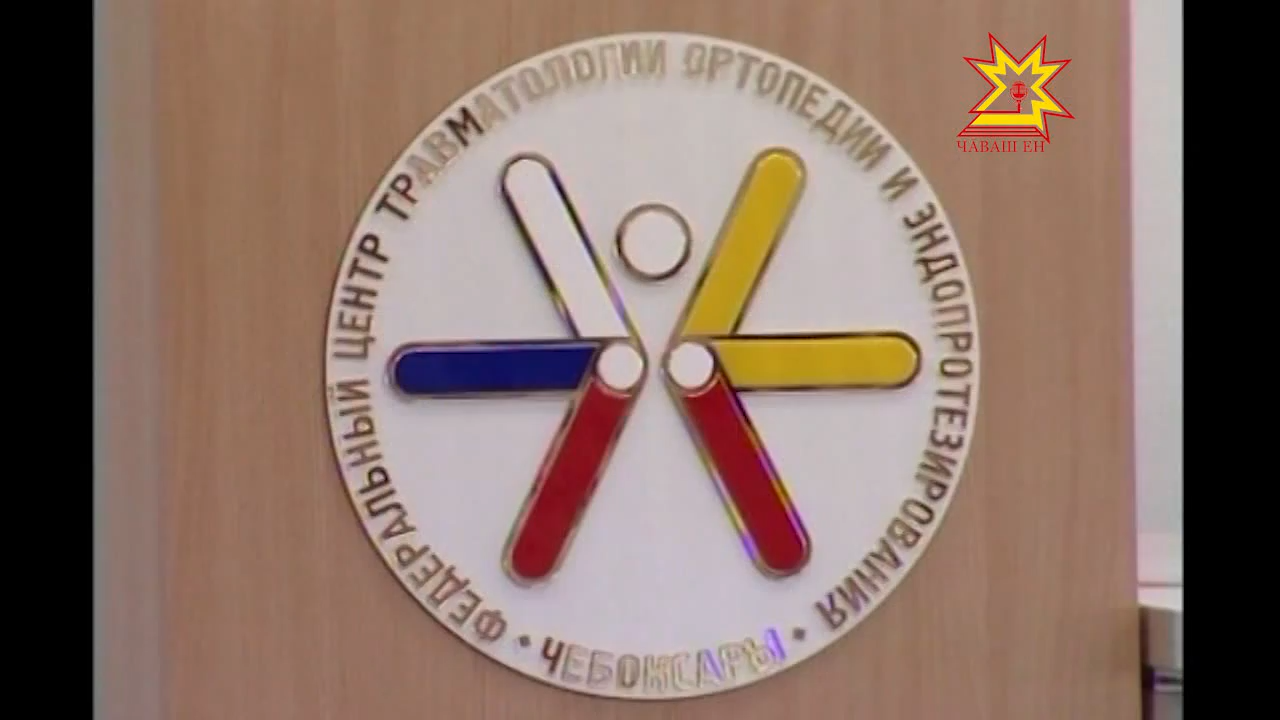 ФЕДЕРАЛЬНЫЙ ЦЕНТР ТРАВМАТОЛОГИИ ОРТОПЕДИИ И ЭНДОПРОТЕЗИРОВАНИЯ
ЧЕБОКСАРЫ
ЧАВАШ ЕН